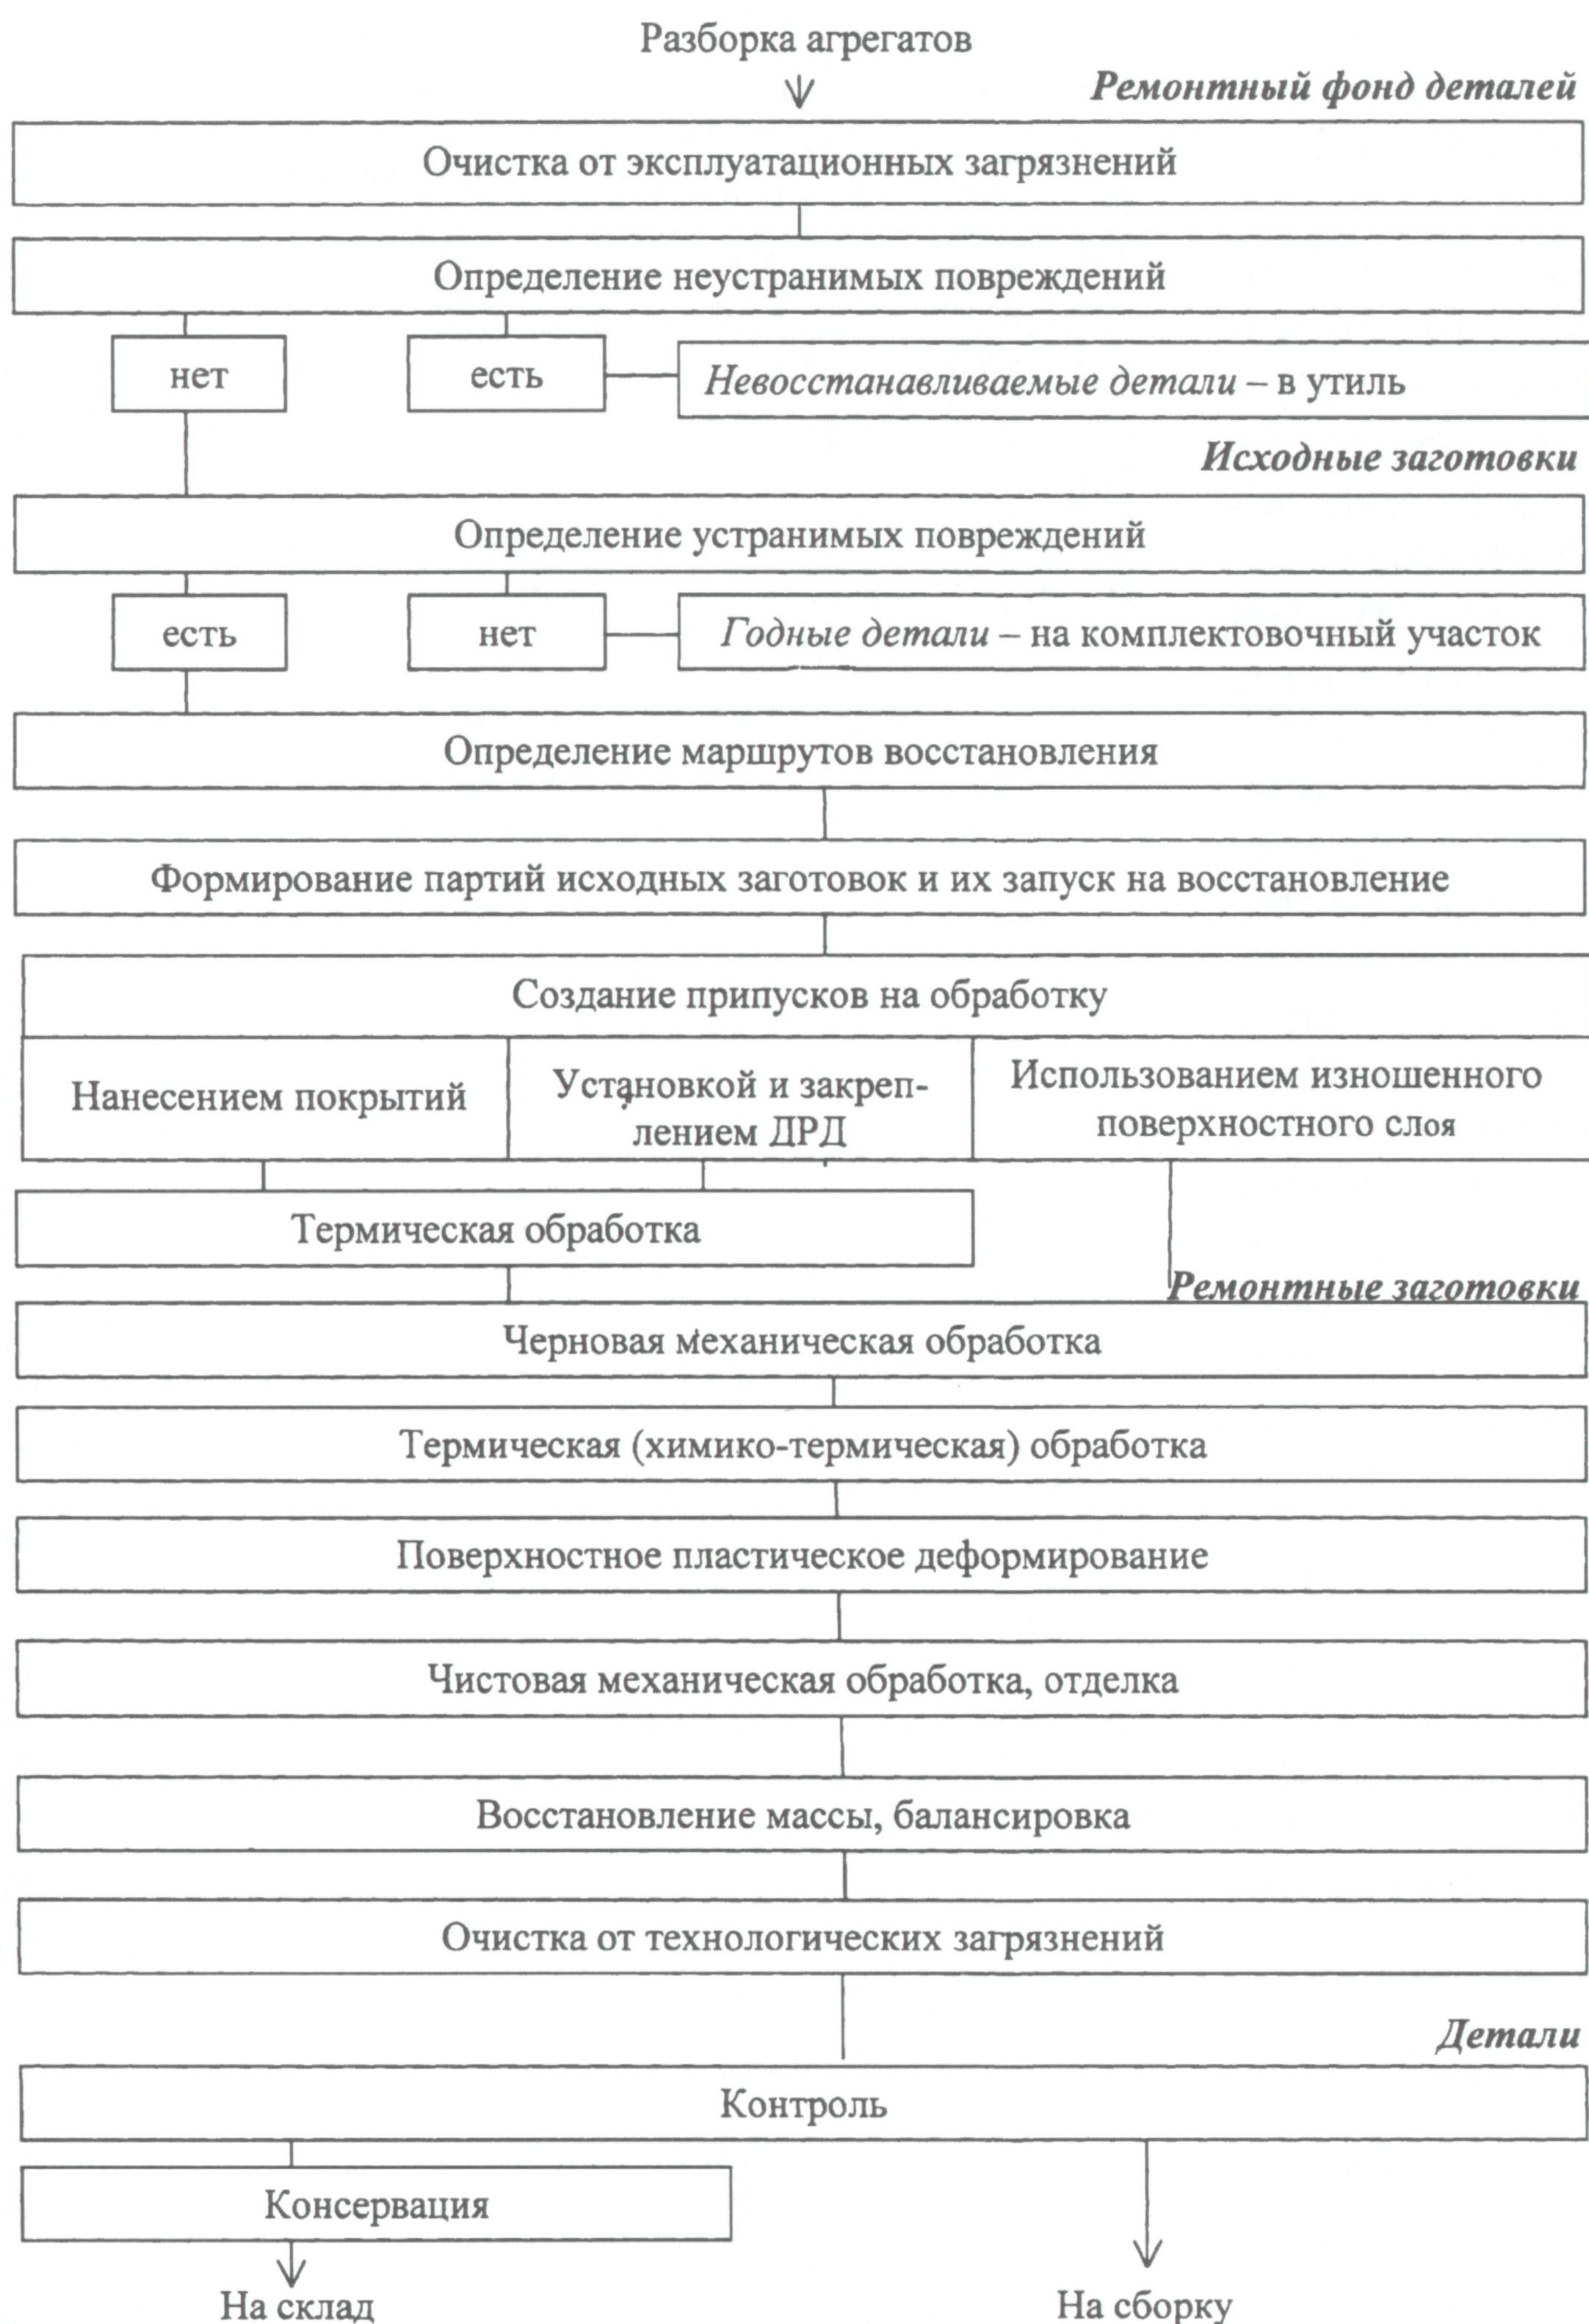 Разборка агрегатов
Ремонтный фонд деталей
Очистка от эксплуатационных загрязнений
Определение неустранимых повреждений
нет
есть
Невосстанавливаемые детали – в утиль
Исходные заготовки
Определение устранимых повреждений
есть
нет
Годные детали – на комплектовочный участок
Определение маршрутов восстановления
Формирование партий исходных заготовок и их запуск на восстановление
Создание припусков на обработку
Нанесением покрытий
Установкой и закреп-
лением ДРД
Использованием изношенного
поверхностного слоя
Термическая обработка
Ремонтные заготовки
Черновая механическая обработка
Термическая (химико-термическая) обработка
Поверхностное пластическое деформирование
Чистовая механическая обработка, отделка
Восстановление массы, балансировка
Очистка от технологических загрязнений
Детали
Контроль
Консервация
На склад
На сборку